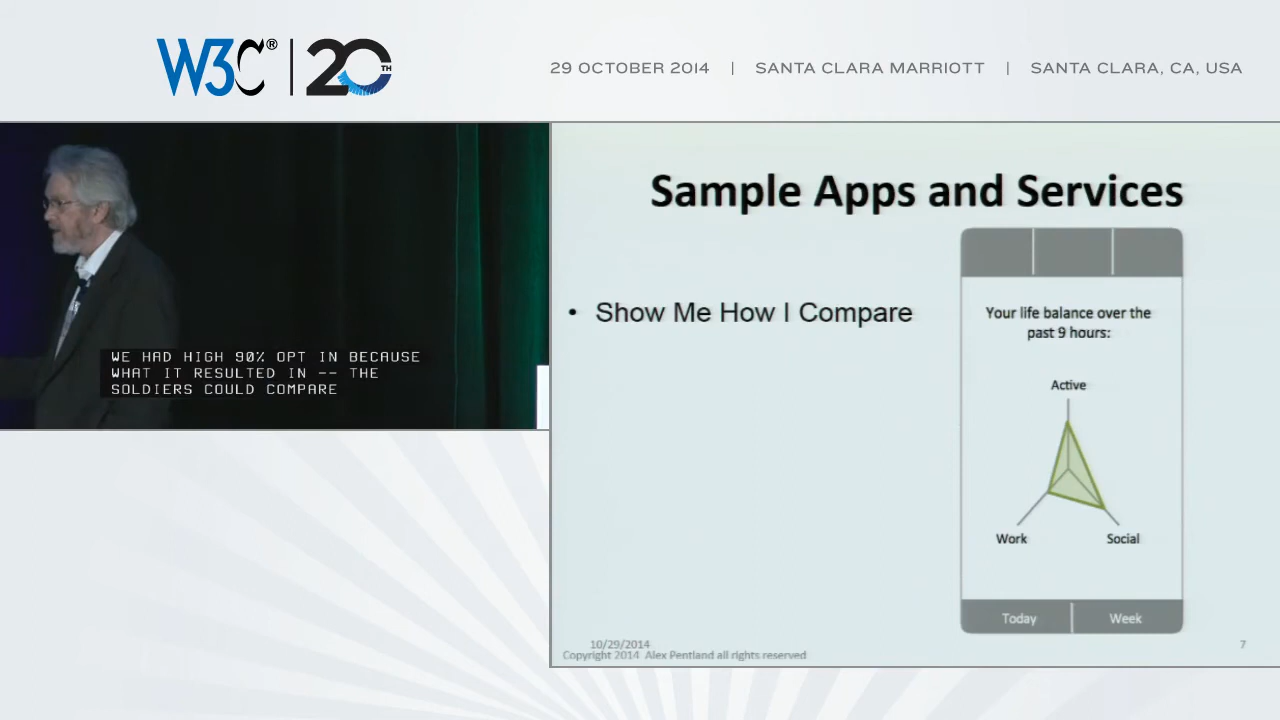 W3C® | 20TH
29 OCTOBER 2014 | SANTA CLARA MARRIOTT | SANTA CLARA, CA, USA
WE HAD HIGH 90% OPT IN BECAUSE
WHAT IT RESULTED IN -- THE
SOLDIERS COULD COMPARE
Sample Apps and Services
• Show Me How I Compare
Your life balance over the
past 9 hours:
Active
Work
Social
Today
Week
10/29/2014
7
Copyright 2014 Alex Pentland all rights reserved